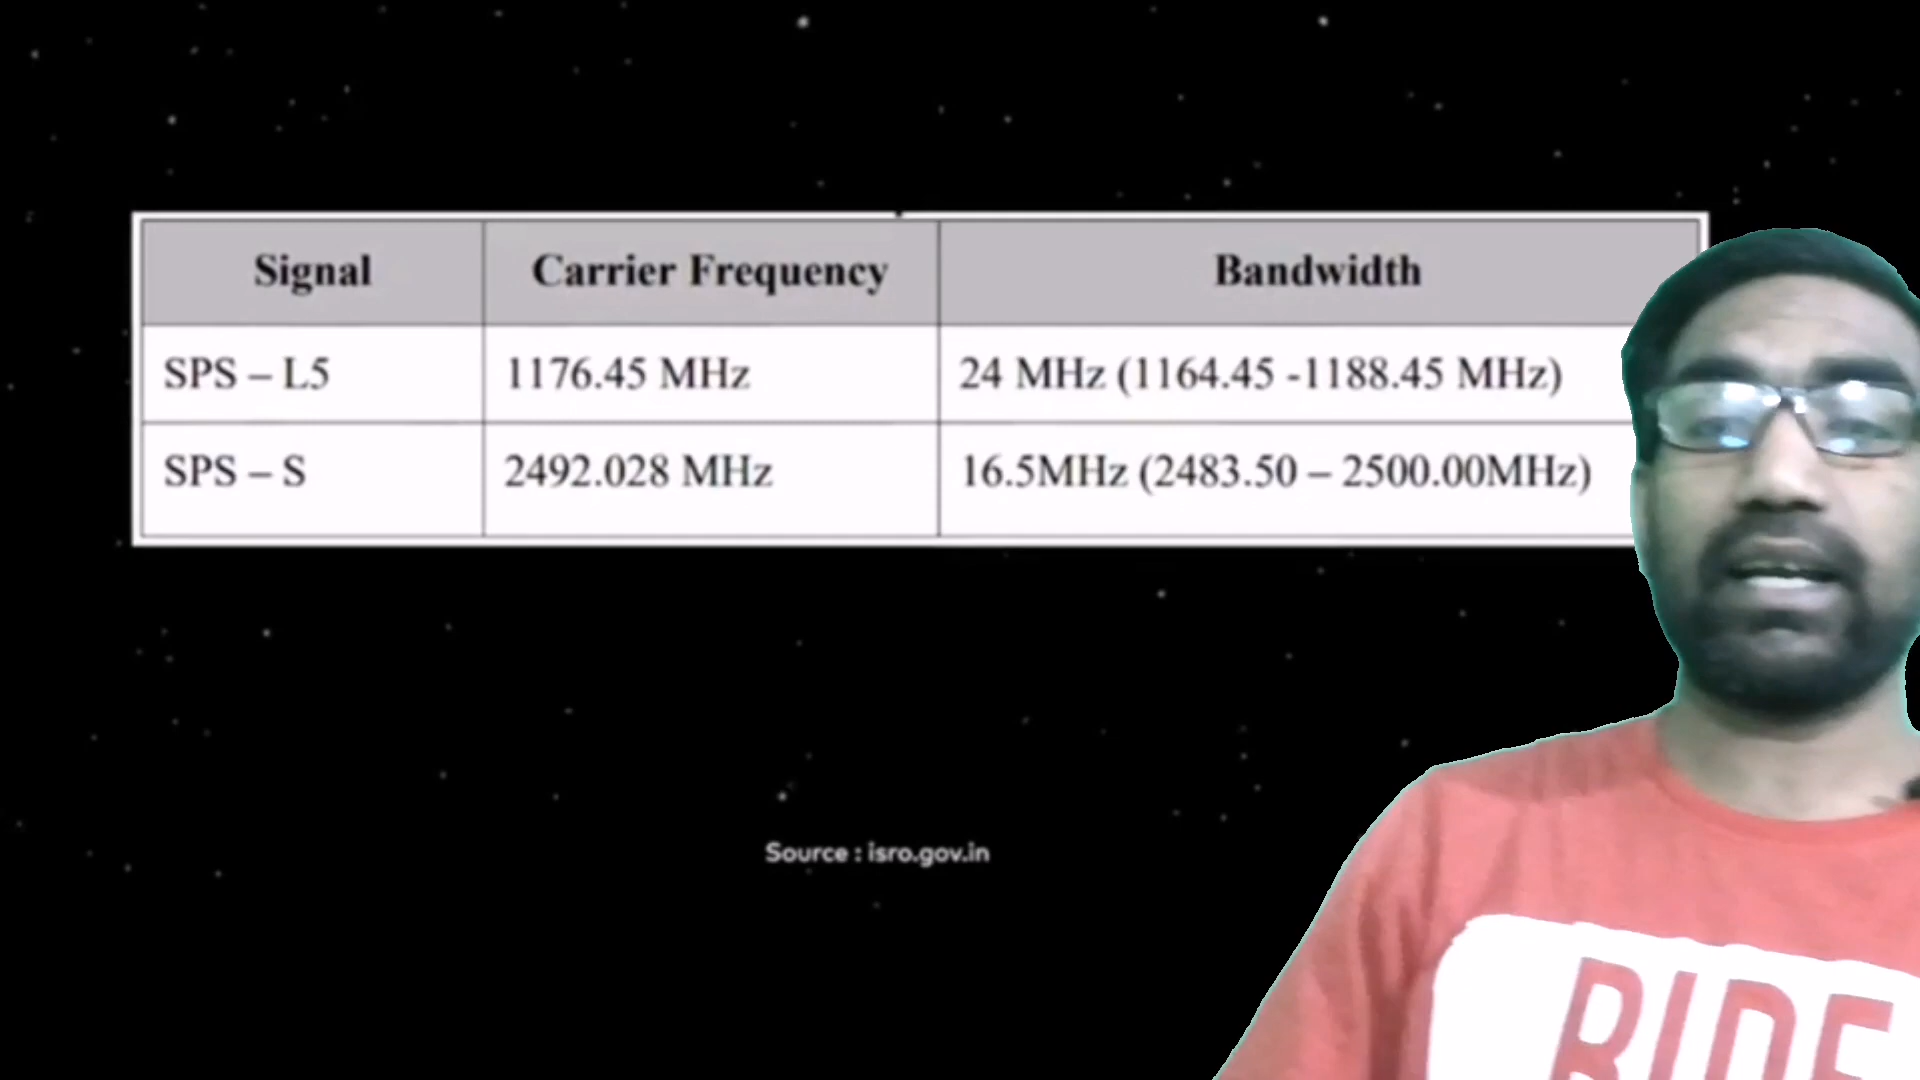 Signal Carrier Frequency Bandwidth
SPS – L5 1176.45 MHz 24 MHz (1164.45 -1188.45 MHz)
SPS – S 2492.028 MHz 16.5MHz (2483.50 – 2500.00MHz)
Source : isro.gov.in
RIDE